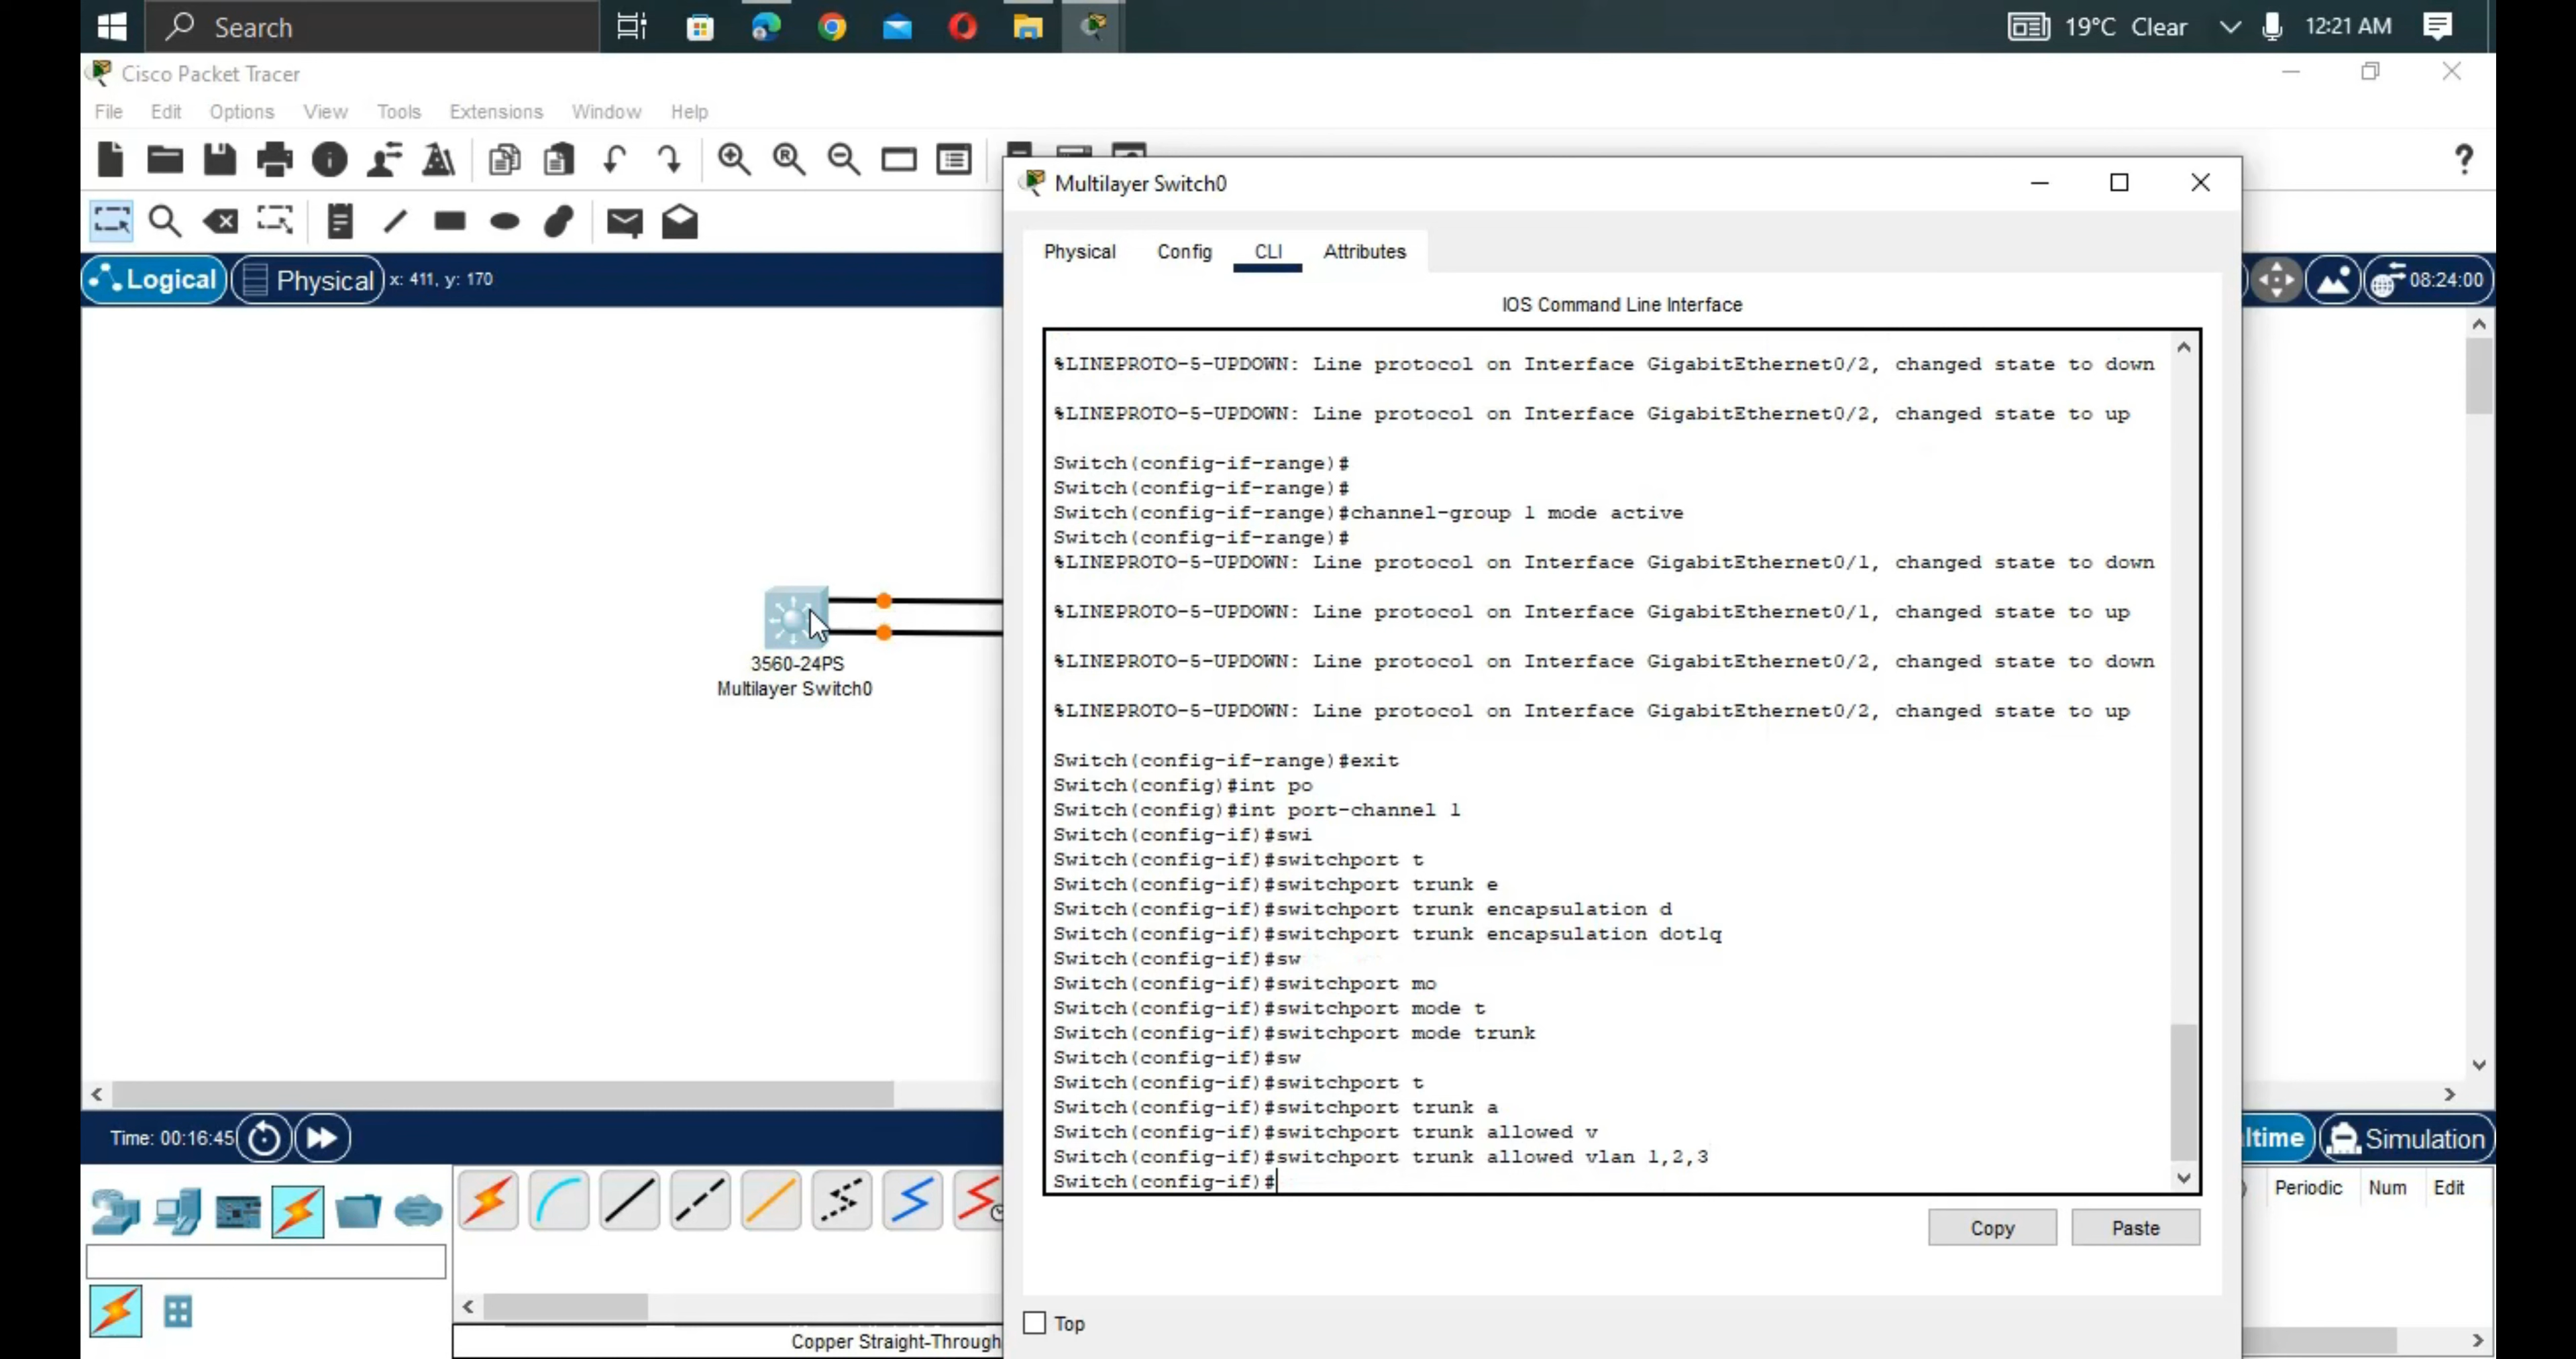 Search
19°C Clear
12:21 AM
Cisco Packet Tracer
File Edit Options View Tools Extensions Window Help
Multilayer Switch0
Physical Config CLI Attributes
Logical
Physical
x: 411, y: 170
08:24:00
IOS Command Line Interface
%LINEPROTO-5-UPDOWN: Line protocol on Interface GigabitEthernet0/2, changed state to down
%LINEPROTO-5-UPDOWN: Line protocol on Interface GigabitEthernet0/2, changed state to up
Switch(config-if-range)#
Switch(config-if-range)#
Switch(config-if-range)#channel-group 1 mode active
Switch(config-if-range)#
%LINEPROTO-5-UPDOWN: Line protocol on Interface GigabitEthernet0/1, changed state to down
%LINEPROTO-5-UPDOWN: Line protocol on Interface GigabitEthernet0/1, changed state to up
%LINEPROTO-5-UPDOWN: Line protocol on Interface GigabitEthernet0/2, changed state to down
%LINEPROTO-5-UPDOWN: Line protocol on Interface GigabitEthernet0/2, changed state to up
Switch(config-if-range)#exit
Switch(config)#int po
Switch(config)#int port-channel 1
Switch(config-if)#swi
Switch(config-if)#switchport t
Switch(config-if)#switchport trunk e
Switch(config-if)#switchport trunk encapsulation d
Switch(config-if)#switchport trunk encapsulation dot1q
Switch(config-if)#sw
Switch(config-if)#switchport mo
Switch(config-if)#switchport mode t
Switch(config-if)#switchport mode trunk
Switch(config-if)#sw
Switch(config-if)#switchport t
Switch(config-if)#switchport trunk a
Switch(config-if)#switchport trunk allowed v
Switch(config-if)#switchport trunk allowed vlan 1,2,3
Switch(config-if)#
3560-24PS
Multilayer Switch0
Copy
Paste
Top
Time: 00:16:45
ltime
Simulation
Periodic Num Edit
Copper Straight-Through